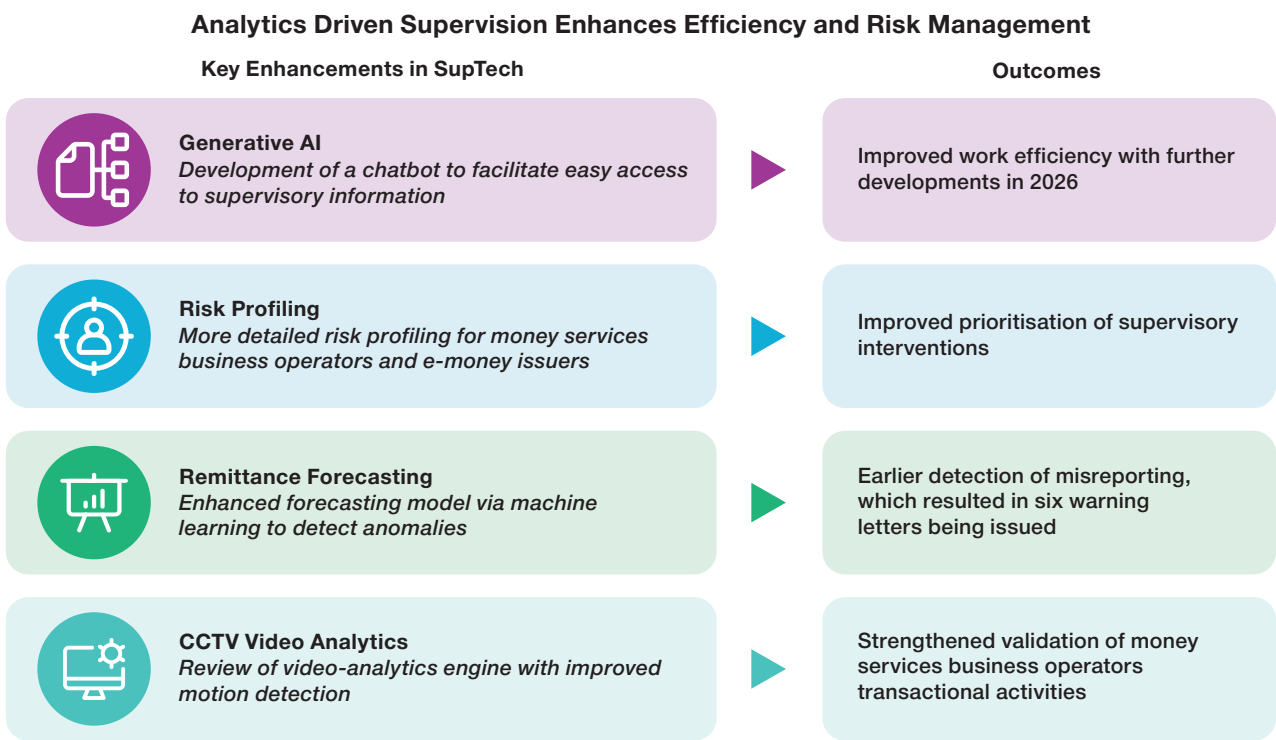 Analytics Driven Supervision Enhances Efficiency and Risk Management
Key Enhancements in SupTech
Outcomes
Generative AI
Development of a chatbot to facilitate easy access
to supervisory information
Improved work efficiency with further
developments in 2026
Risk Profiling
More detailed risk profiling for money services
business operators and e-money issuers
Improved prioritisation of supervisory
interventions
Remittance Forecasting
Enhanced forecasting model via machine
learning to detect anomalies
Earlier detection of misreporting,
which resulted in six warning
letters being issued
CCTV Video Analytics
Review of video-analytics engine with improved
motion detection
Strengthened validation of money
services business operators
transactional activities